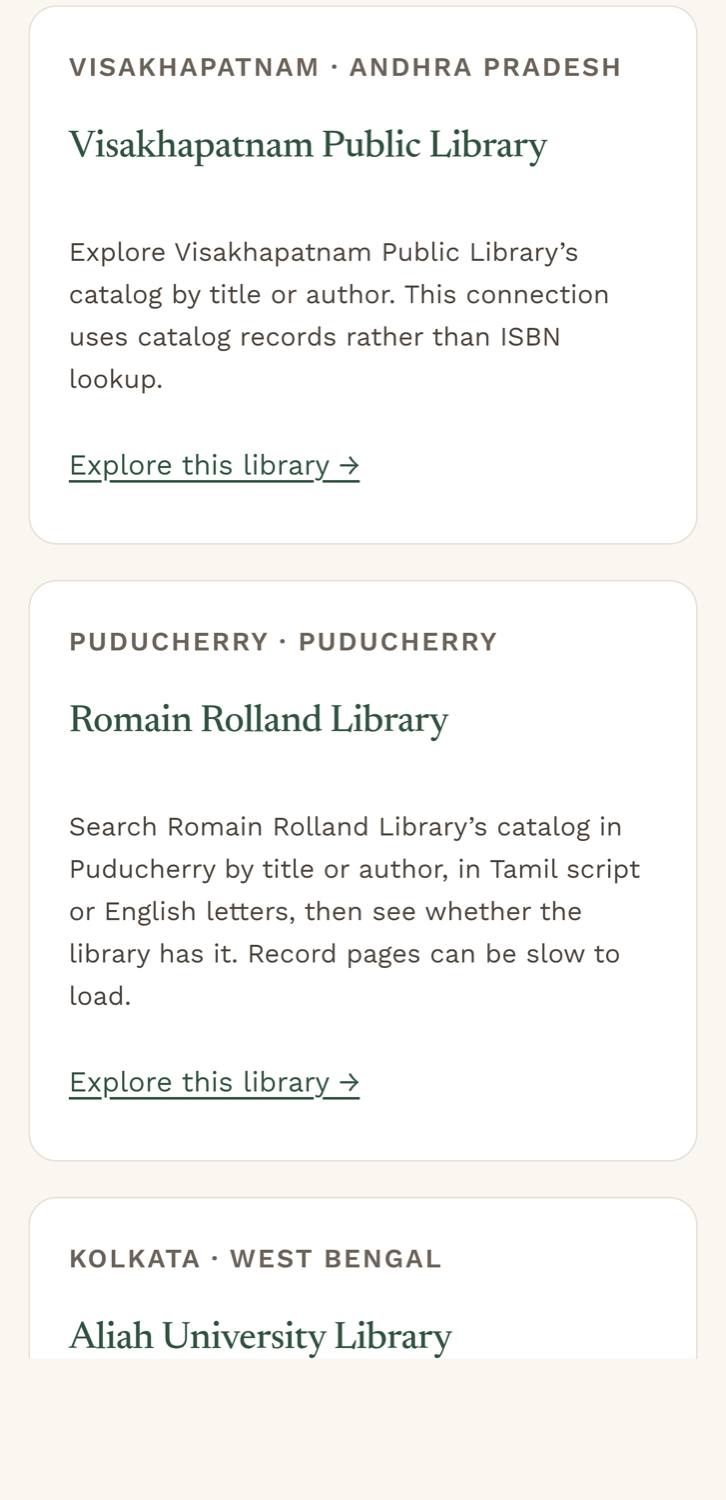 VISAKHAPATNAM · ANDHRA PRADESH
Visakhapatnam Public Library
Explore Visakhapatnam Public Library’s
catalog by title or author. This connection
uses catalog records rather than ISBN
lookup.
Explore this library →
PUDUCHERRY · PUDUCHERRY
Romain Rolland Library
Search Romain Rolland Library’s catalog in
Puducherry by title or author, in Tamil script
or English letters, then see whether the
library has it. Record pages can be slow to
load.
Explore this library →
KOLKATA · WEST BENGAL
Aliah University Library